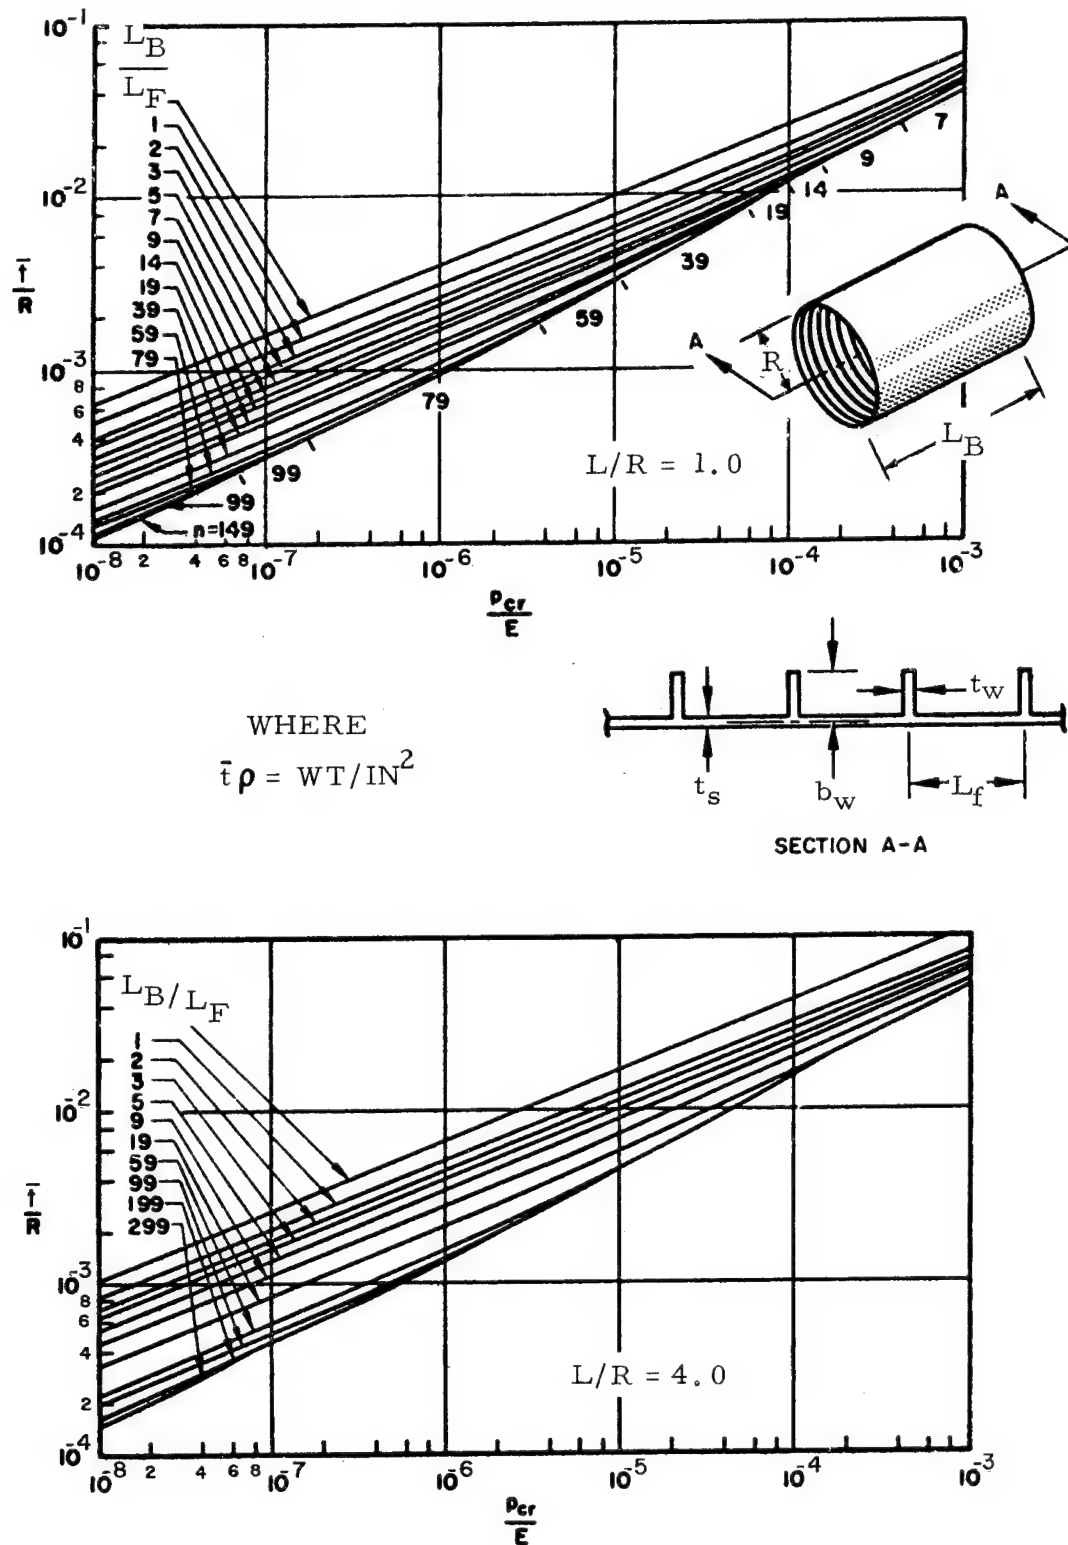 10^-1
L_B
L_F
1
2
3
5
7
9
14
19
39
59
79
10^-2
t̄
R
10^-3
8
6
4
2
10^-4
7
9
14
19
39
59
79
99
99
n=149
A
A
R
L_B
L/R = 1.0
10^-8 2 4 6 8 10^-7 10^-6 10^-5 10^-4 10^-3
p_cr
E
WHERE
t̄ρ = WT/IN^2
t_w
t_s
b_w
L_f
SECTION A-A
10^-1
L_B/L_F
1
2
3
5
9
19
59
99
199
299
10^-2
t̄
R
10^-3
8
6
4
2
10^-4
L/R = 4.0
10^-8 2 4 6 8 10^-7 10^-6 10^-5 10^-4 10^-3
p_cr
E